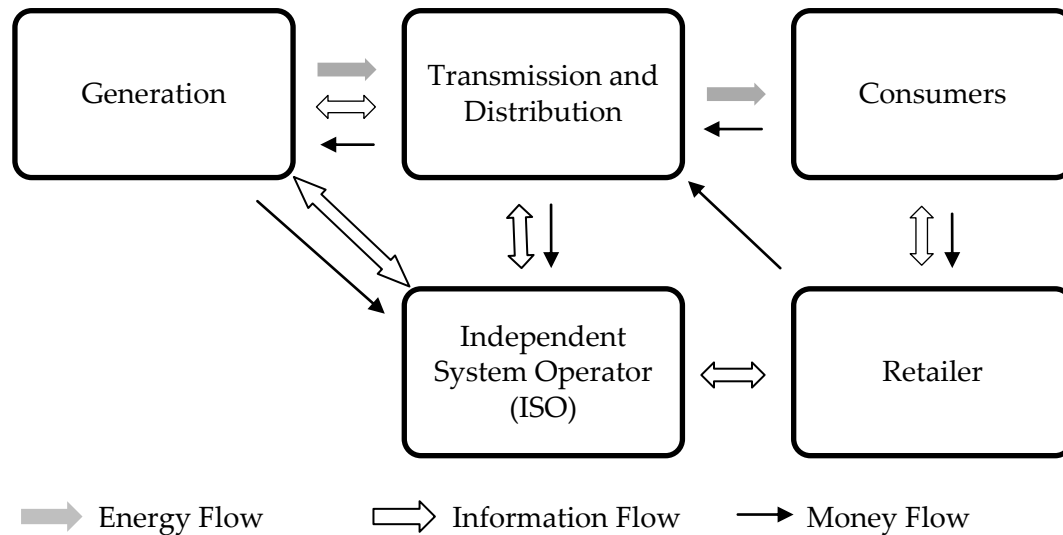 Generation
Transmission and
Distribution
Consumers
Independent
System Operator
(ISO)
Retailer
Energy Flow
Information Flow
Money Flow